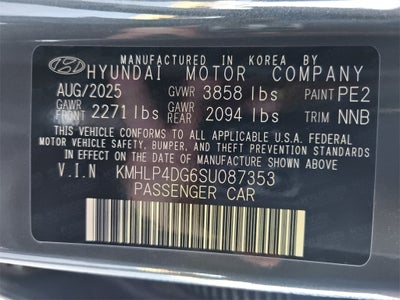 MANUFACTURED IN KOREA BY
HYUNDAI MOTOR COMPANY
AUG/2025 GVWR 3858 lbs PAINT PE2
GAWR FRONT 2271 lbs GAWR REAR 2094 lbs TRIM NNB
THIS VEHICLE CONFORMS TO ALL APPLICABLE U.S.FEDERAL
MOTOR VEHICLE SAFETY, BUMPER, AND THEFT PREVENTION STANDARDS
IN EFFECT ON THE DATE OF MANUFACTURE SHOWN ABOVE.
V.I.N KMHLP4DG6SU087353
PASSENGER CAR